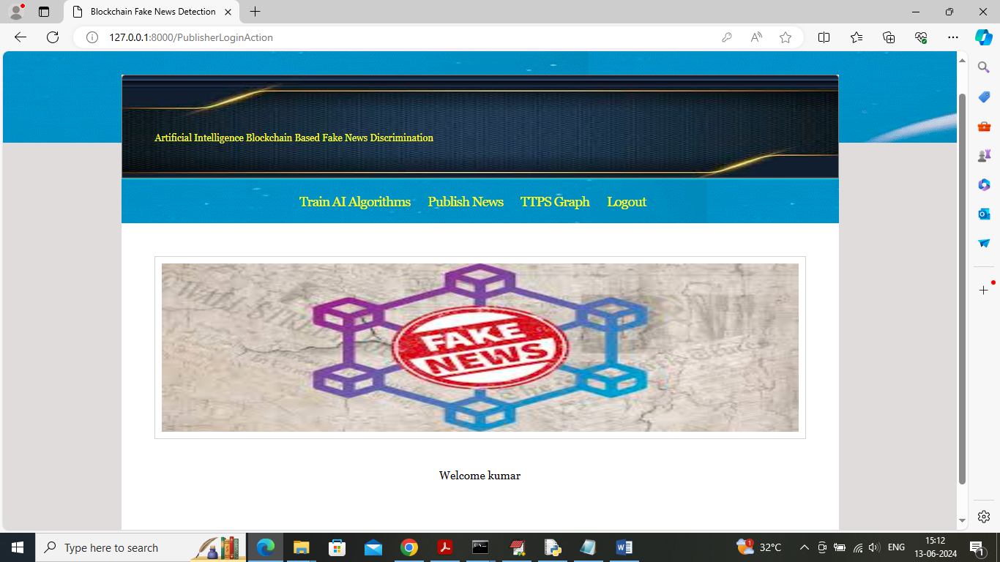 Blockchain Fake News Detection
127.0.0.1:8000/PublisherLoginAction
Artificial Intelligence Blockchain Based Fake News Discrimination
Train AI Algorithms Publish News TTPS Graph Logout
FAKE
NEWS
Welcome kumar
Type here to search
1
32°C
ENG
15:12
13-06-2024
1